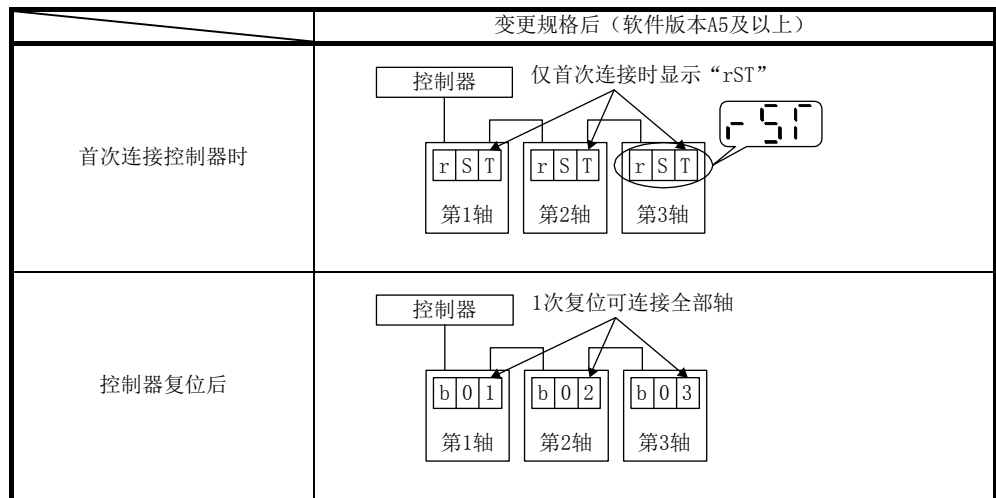 变更规格后（软件版本A5及以上）
首次连接控制器时
控制器
仅首次连接时显示“rST”
r ST
r S T
r S T
r S T
第1轴
第2轴
第3轴
控制器复位后
控制器
1次复位可连接全部轴
b 0 1
b 0 2
b 0 3
第1轴
第2轴
第3轴